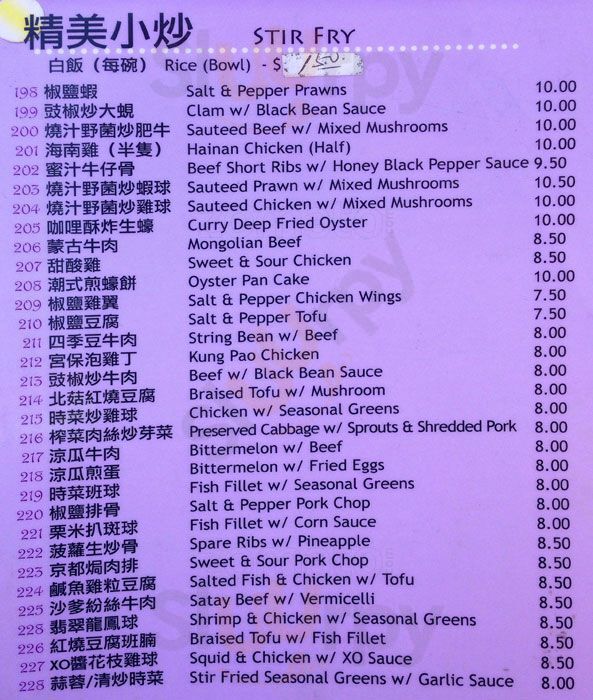 精美小炒 STIR FRY
白飯（每碗） Rice (Bowl) - $ 1.50
198 椒鹽蝦 Salt & Pepper Prawns 10.00
199 豉椒炒大蜆 Clam w/ Black Bean Sauce 10.00
200 燒汁野菌炒肥牛 Sauteed Beef w/ Mixed Mushrooms 10.00
201 海南雞（半隻） Hainan Chicken (Half) 10.00
202 蜜汁牛仔骨 Beef Short Ribs w/ Honey Black Pepper Sauce 9.50
203 燒汁野菌炒蝦球 Sauteed Prawn w/ Mixed Mushrooms 10.50
204 燒汁野菌炒雞球 Sauteed Chicken w/ Mixed Mushrooms 10.00
205 咖哩酥炸生蠔 Curry Deep Fried Oyster 10.00
206 蒙古牛肉 Mongolian Beef 8.50
207 甜酸雞 Sweet & Sour Chicken 8.50
208 潮式煎蠔餅 Oyster Pan Cake 10.00
209 椒鹽雞翼 Salt & Pepper Chicken Wings 7.50
210 椒鹽豆腐 Salt & Pepper Tofu 7.50
211 四季豆牛肉 String Bean w/ Beef 8.00
212 宮保泡雞丁 Kung Pao Chicken 8.00
213 豉椒炒牛肉 Beef w/ Black Bean Sauce 8.00
214 北菇紅燒豆腐 Braised Tofu w/ Mushroom 8.00
215 時菜炒雞球 Chicken w/ Seasonal Greens 8.00
216 榨菜肉絲炒芽菜 Preserved Cabbage w/ Sprouts & Shredded Pork 8.00
217 涼瓜牛肉 Bittermelon w/ Beef 8.00
218 涼瓜煎蛋 Bittermelon w/ Fried Eggs 8.00
219 時菜班球 Fish Fillet w/ Seasonal Greens 8.00
220 椒鹽排骨 Salt & Pepper Pork Chop 8.00
221 栗米扒斑球 Fish Fillet w/ Corn Sauce 8.00
222 菠蘿生炒骨 Spare Ribs w/ Pineapple 8.50
223 京都焗肉排 Sweet & Sour Pork Chop 8.50
224 鹹魚雞粒豆腐 Salted Fish & Chicken w/ Tofu 8.50
225 沙爹紛絲牛肉 Satay Beef w/ Vermicelli 8.50
228 翡翠龍鳳球 Shrimp & Chicken w/ Seasonal Greens 8.50
226 紅燒豆腐班腩 Braised Tofu w/ Fish Fillet 8.50
227 XO醬花枝雞球 Squid & Chicken w/ XO Sauce 8.50
228 蒜蓉/清炒時菜 Stir Fried Seasonal Greens w/ Garlic Sauce 8.00